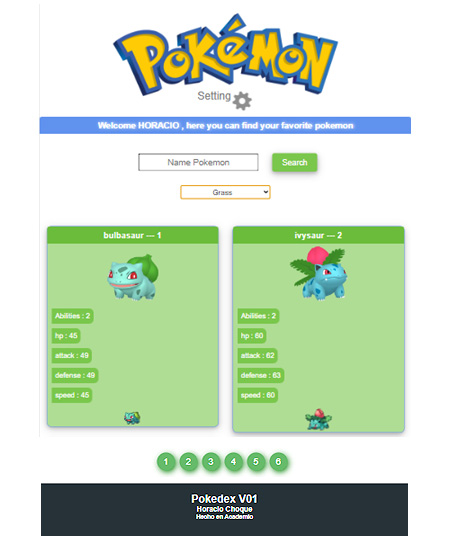 POKéMON
Setting
Welcome HORACIO , here you can find your favorite pokemon
Name Pokemon
Search
Grass
bulbasaur --- 1
Abilities : 2
hp : 45
attack : 49
defense : 49
speed : 45
ivysaur --- 2
Abilities : 2
hp : 60
attack : 62
defense : 63
speed : 60
1 2 3 4 5 6
Pokedex V01
Horacio Choque
Hecho en Academlo